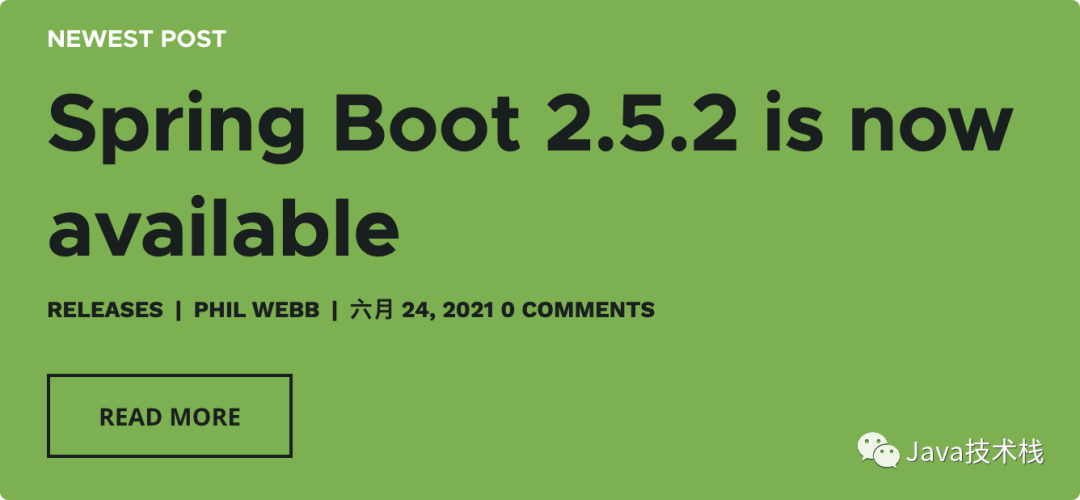 NEWEST POST
Spring Boot 2.5.2 is now
available
RELEASES | PHIL WEBB | 六月 24, 2021 0 COMMENTS
READ MORE
Java技术栈